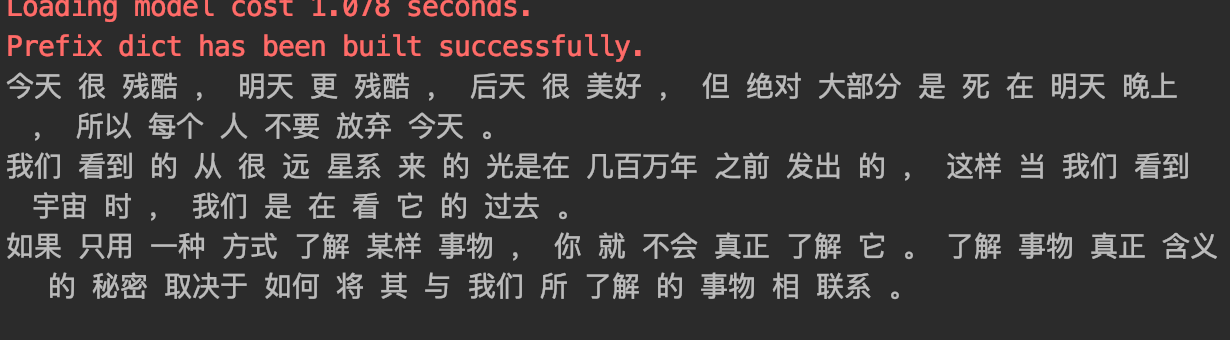 Loading model cost 1.078 seconds.
Prefix dict has been built successfully.
今天 很 残酷 ， 明天 更 残酷 ， 后天 很 美好 ， 但 绝对 大部分 是 死 在 明天 晚上
， 所以 每个 人 不要 放弃 今天 。
我们 看到 的 从 很 远 星系 来 的 光是在 几百万年 之前 发出 的 ， 这样 当 我们 看到
宇宙 时 ， 我们 是 在 看 它 的 过去 。
如果 只用 一种 方式 了解 某样 事物 ， 你 就 不会 真正 了解 它 。 了解 事物 真正 含义
的 秘密 取决于 如何 将 其 与 我们 所 了解 的 事物 相 联系 。